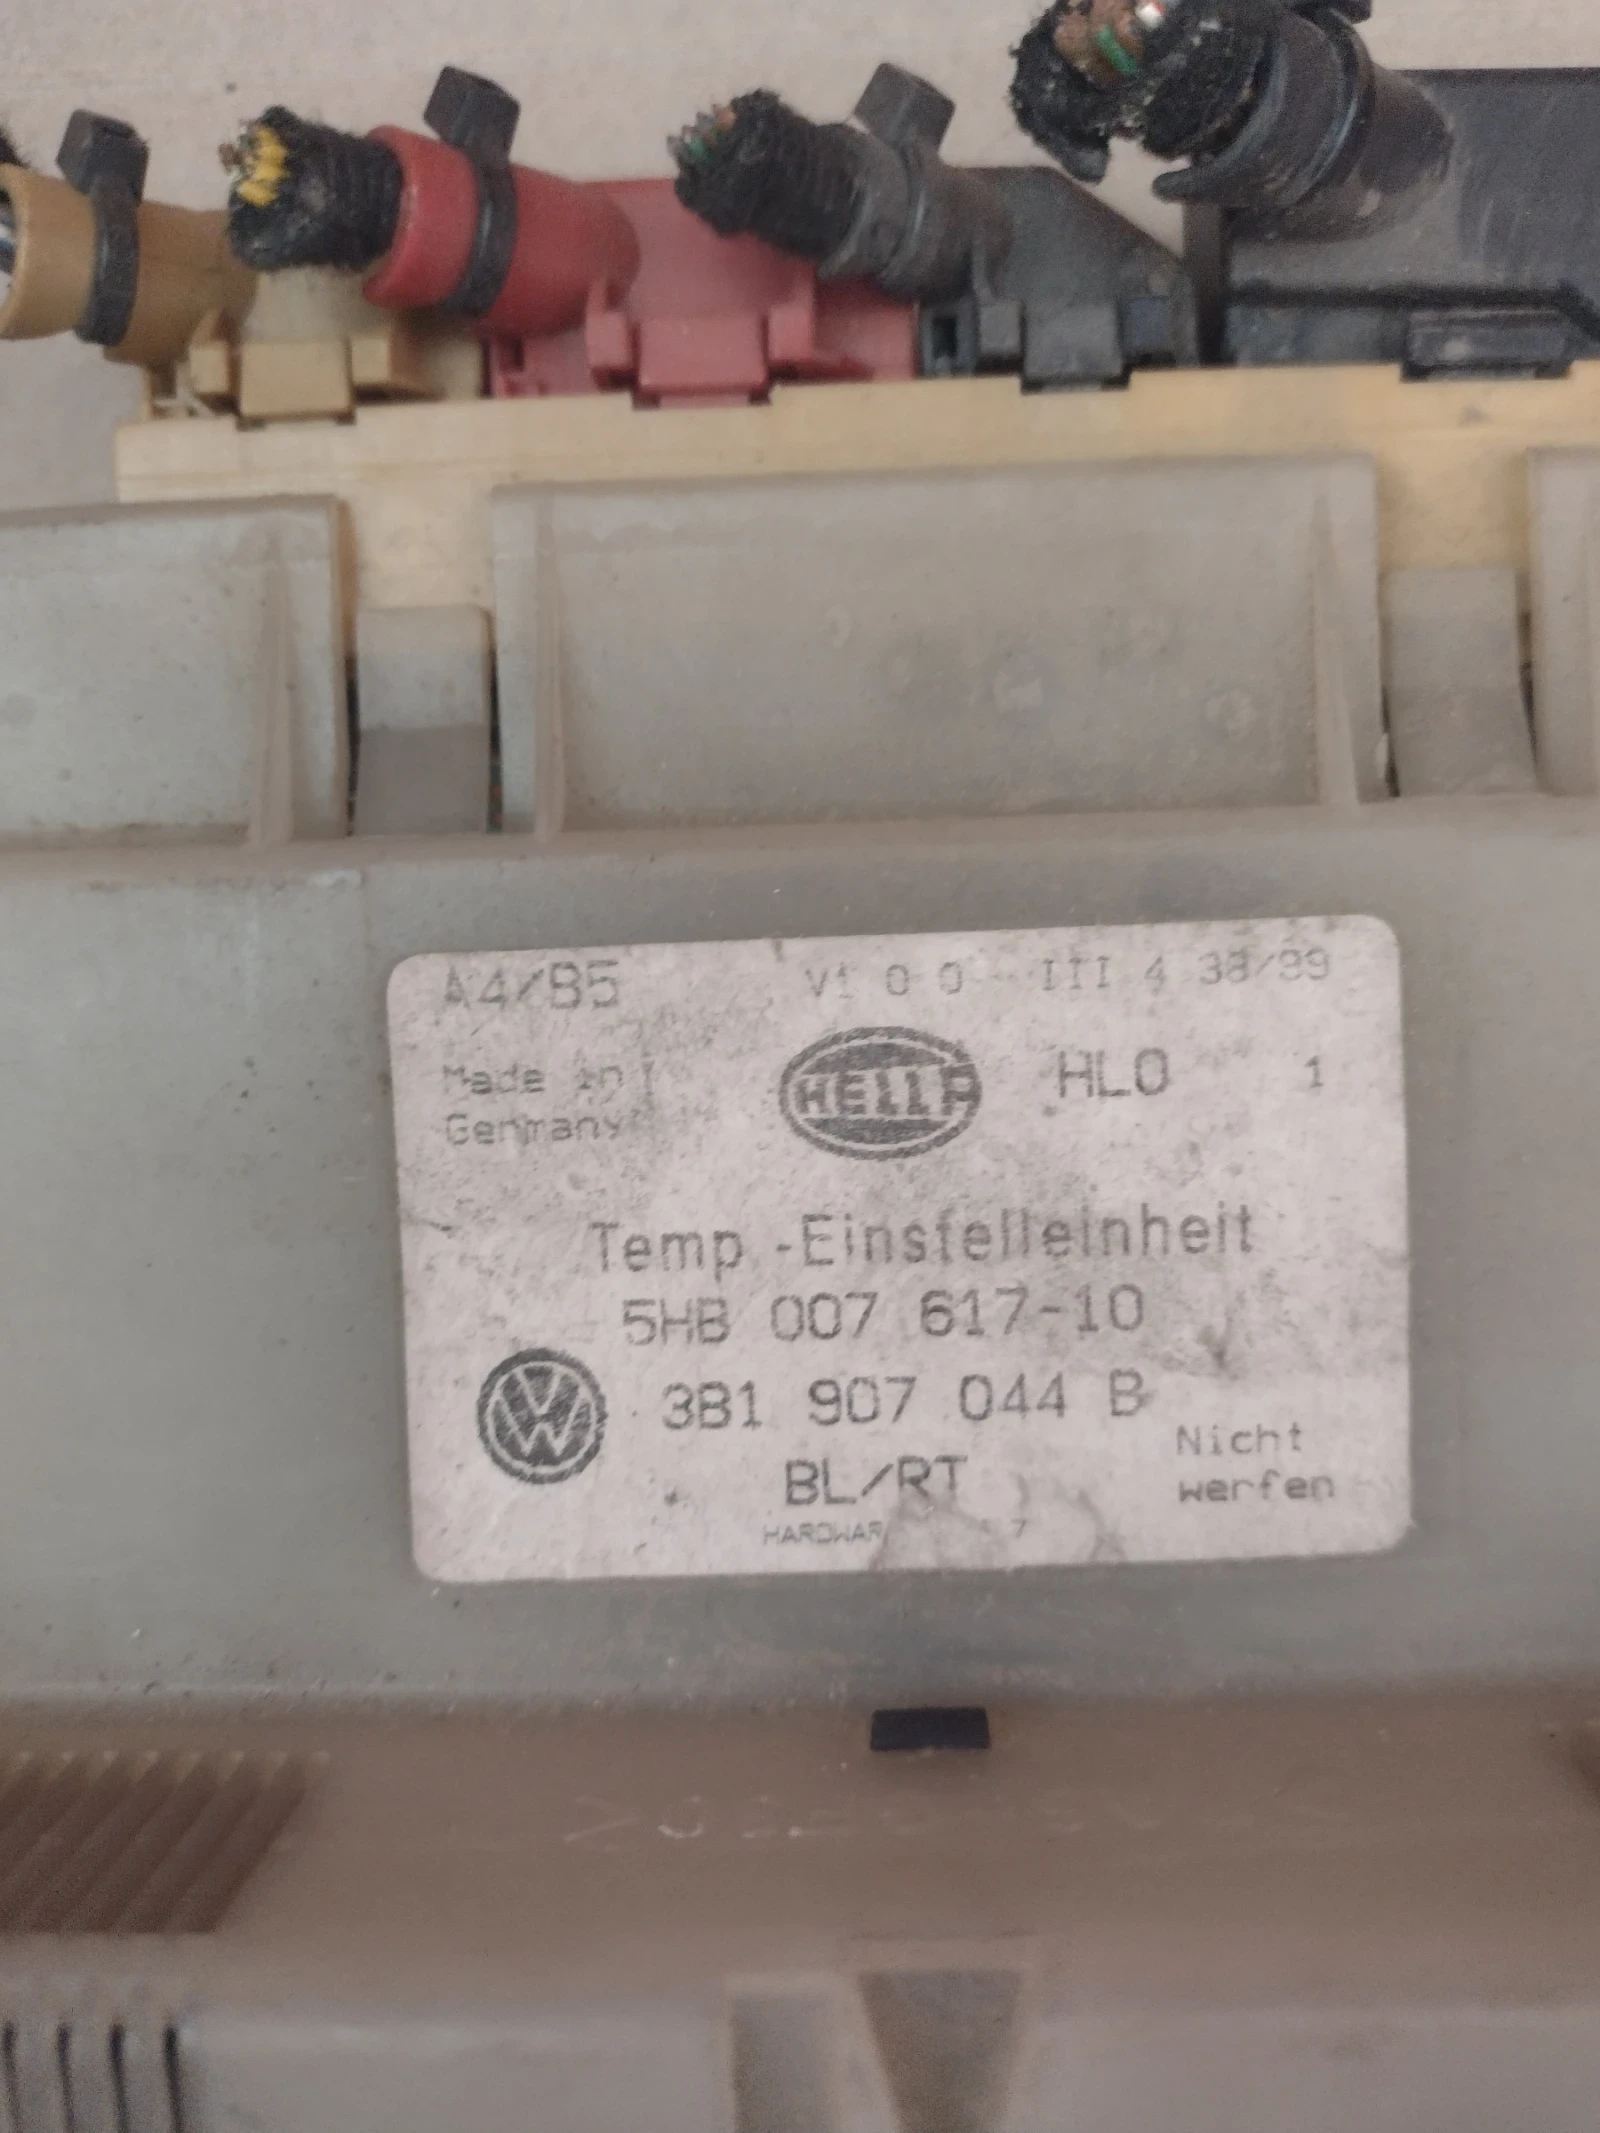 A4/B5 V1 0 0 III 4 38/99
Made in
Germany
HELLA HLO 1
Temp.-Einstelleinheit
5HB 007 617-10
3B1 907 044 B
BL/RT
Nicht
werfen